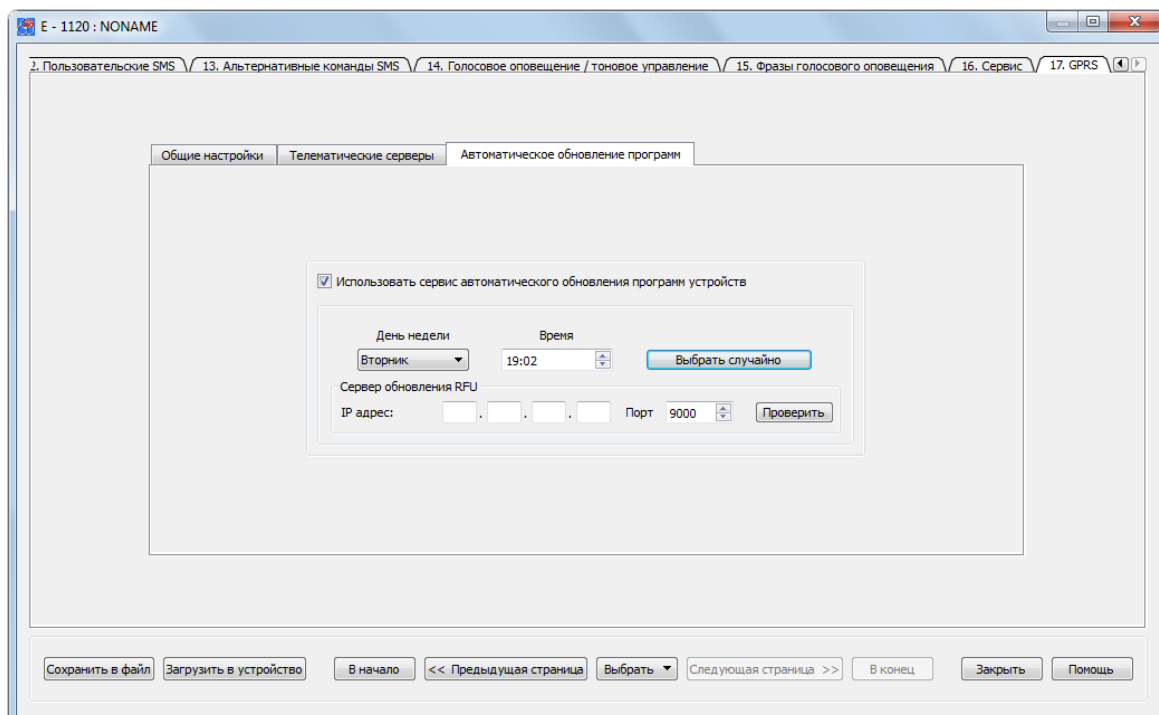 E - 1120 : NONAME
2. Пользовательские SMS 13. Альтернативные команды SMS 14. Голосовое оповещение / тоновое управление 15. Фразы голосового оповещения 16. Сервис 17. GPRS
Общие настройки Телематические серверы Автоматическое обновление программ
Использовать сервис автоматического обновления программ устройств
День недели Время
Вторник 19:02 Выбрать случайно
Сервер обновления RFU
IP адрес: . . . Порт 9000 Проверить
Сохранить в файл Загрузить в устройство В начало << Предыдущая страница Выбрать Следующая страница >> В конец Закрыть Помощь